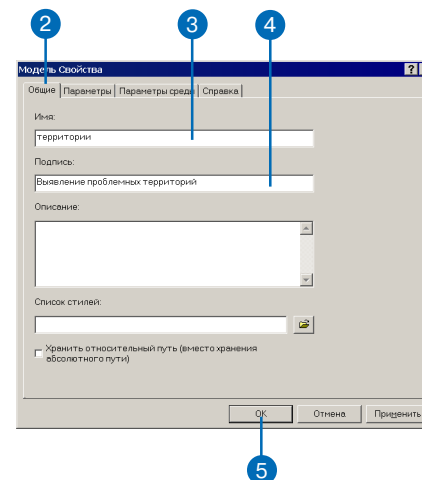 2 3 4
Модель Свойства ?
Общие Параметры Параметры среды Справка
Имя:
территории
Подпись:
Выявление проблемных территорий
Описание:
Список стилей:
Хранить относительный путь (вместо хранения
абсолютного пути)
OK Отмена Применить
5